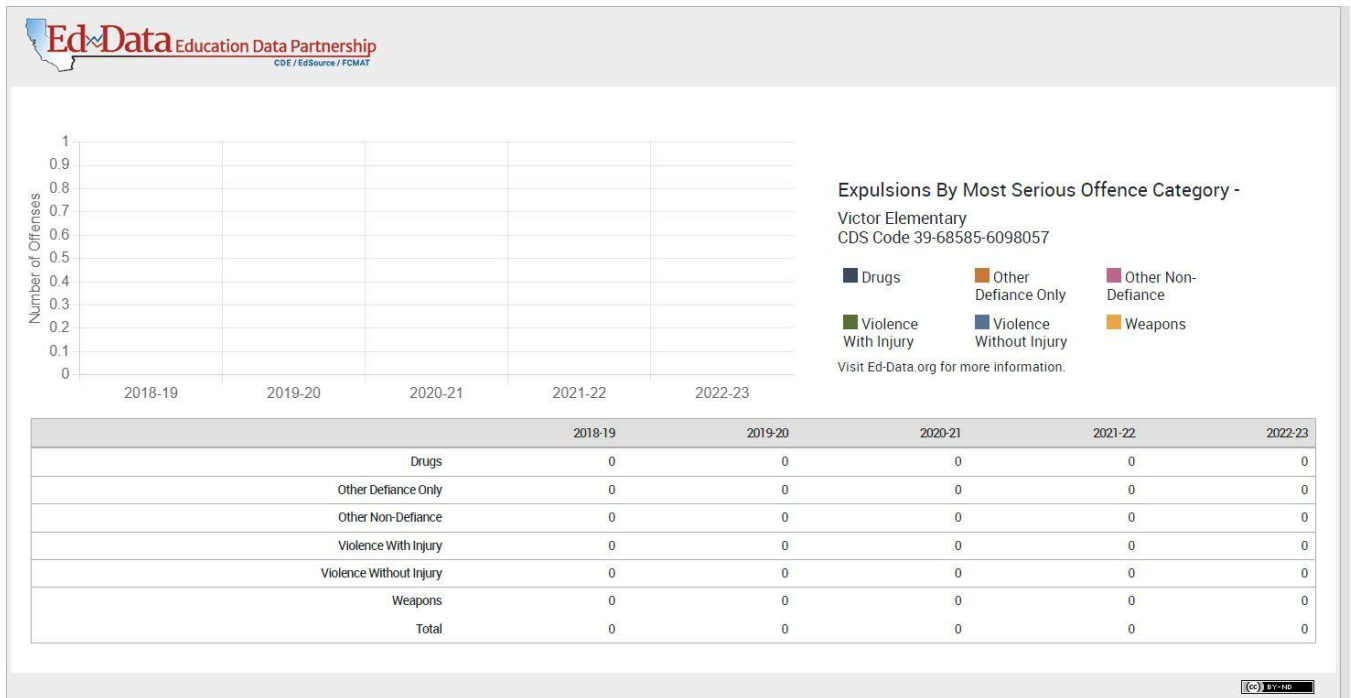 Ed Data Education Data Partnership
CDE / EdSource / FCMAT
1
0.9
0.8
0.7
0.6
0.5
0.4
0.3
0.2
0.1
0
Number of Offenses
2018-19 2019-20 2020-21 2021-22 2022-23
Expulsions By Most Serious Offence Category -
Victor Elementary
CDS Code 39-68585-6098057
Drugs
Other
Defiance Only
Other Non-
Defiance
Violence
With Injury
Violence
Without Injury
Weapons
Visit Ed-Data.org for more information.
2018-19 2019-20 2020-21 2021-22 2022-23
Drugs 0 0 0 0 0
Other Defiance Only 0 0 0 0 0
Other Non-Defiance 0 0 0 0 0
Violence With Injury 0 0 0 0 0
Violence Without Injury 0 0 0 0 0
Weapons 0 0 0 0 0
Total 0 0 0 0 0
(cc) BY-ND